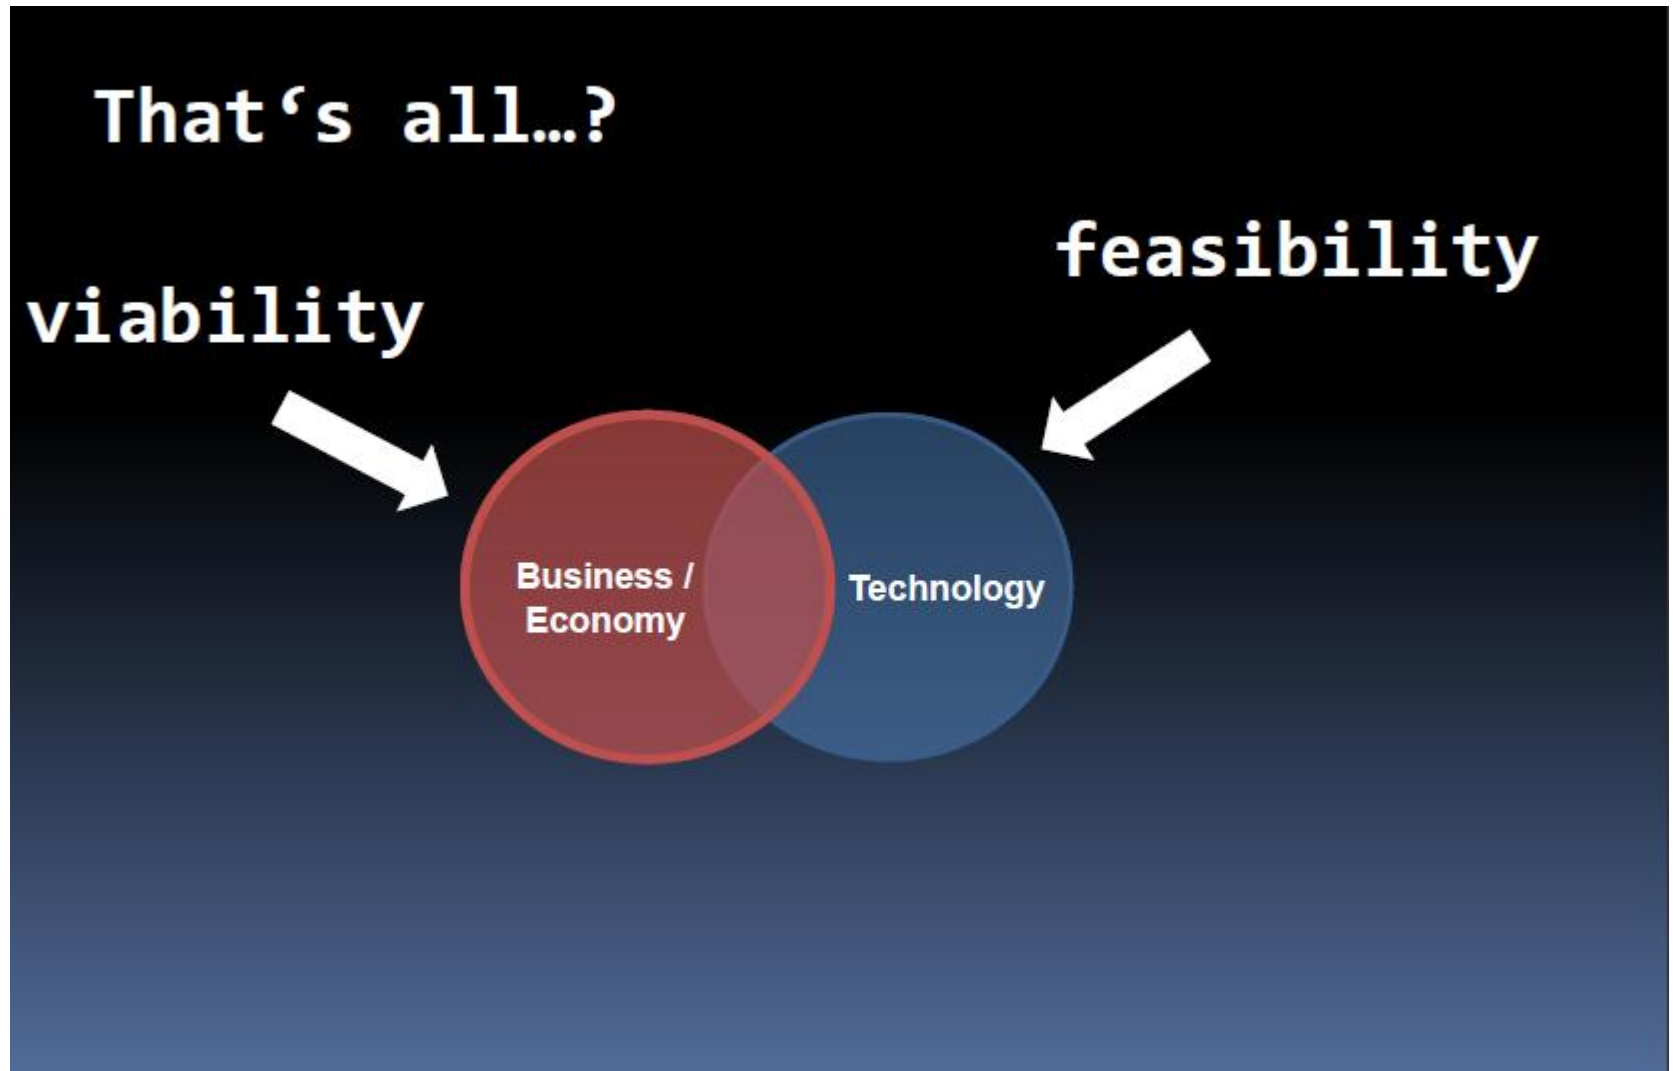 That‘s all…?
feasibility
viability
Business /
Economy
Technology